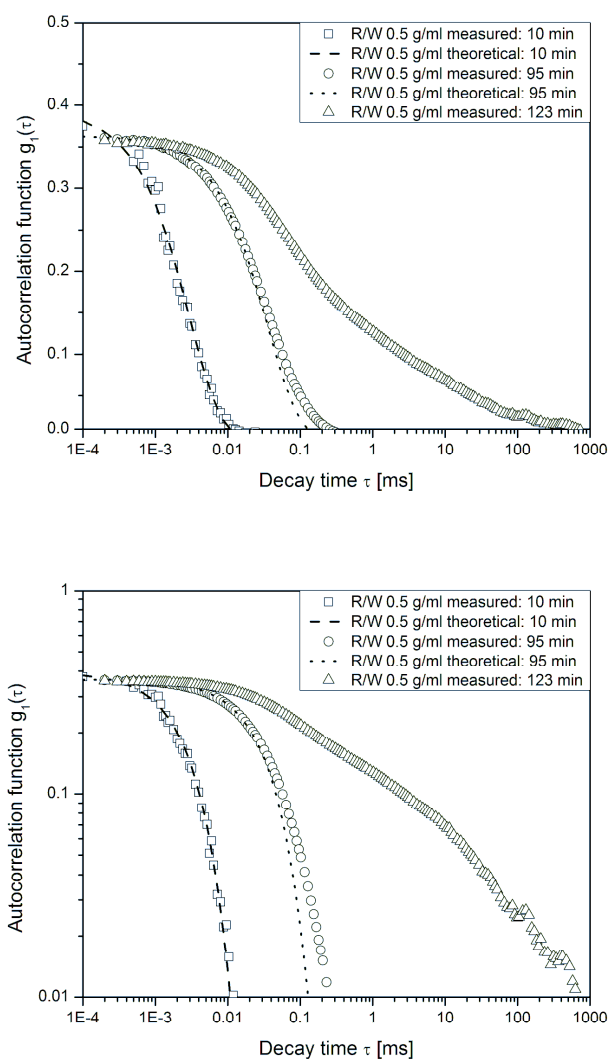 0.5
0.4
0.3
0.2
0.1
0.0
Autocorrelation function g₁(τ)
R/W 0.5 g/ml measured: 10 min
R/W 0.5 g/ml theoretical: 10 min
R/W 0.5 g/ml measured: 95 min
R/W 0.5 g/ml theoretical: 95 min
R/W 0.5 g/ml measured: 123 min
1E-4 1E-3 0.01 0.1 1 10 100 1000
Decay time τ [ms]
1
0.1
0.01
Autocorrelation function g₁(τ)
R/W 0.5 g/ml measured: 10 min
R/W 0.5 g/ml theoretical: 10 min
R/W 0.5 g/ml measured: 95 min
R/W 0.5 g/ml theoretical: 95 min
R/W 0.5 g/ml measured: 123 min
1E-4 1E-3 0.01 0.1 1 10 100 1000
Decay time τ [ms]